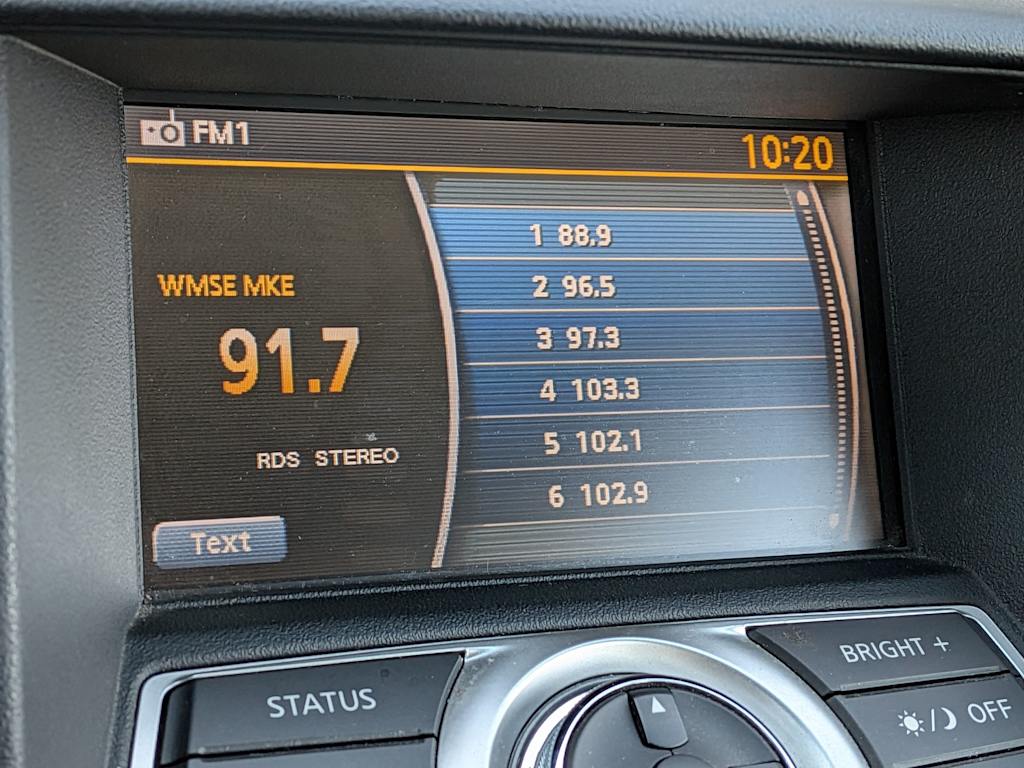 FM1
10:20
WMSE MKE
91.7
RDS STEREO
Text
1 88.9
2 96.5
3 97.3
4 103.3
5 102.1
6 102.9
STATUS
BRIGHT +
/ OFF